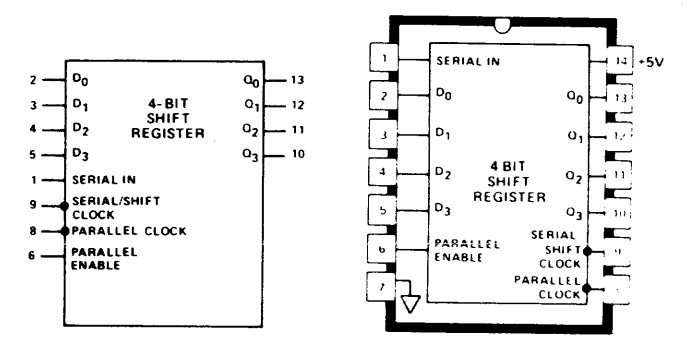 2 D0 Q0 13
3 D1 4-BIT Q1 12
4 D2 SHIFT Q2 11
5 D3 REGISTER Q3 10
1 SERIAL IN
9 SERIAL/SHIFT
CLOCK
8 PARALLEL CLOCK
6 PARALLEL
ENABLE
1 SERIAL IN 14 +5V
2 D0 Q0 13
3 D1 Q1 12
4 D2 4 BIT Q2 11
SHIFT
REGISTER
5 D3 Q3 10
6 PARALLEL
ENABLE
SERIAL
SHIFT 9
CLOCK
7
PARALLEL
CLOCK